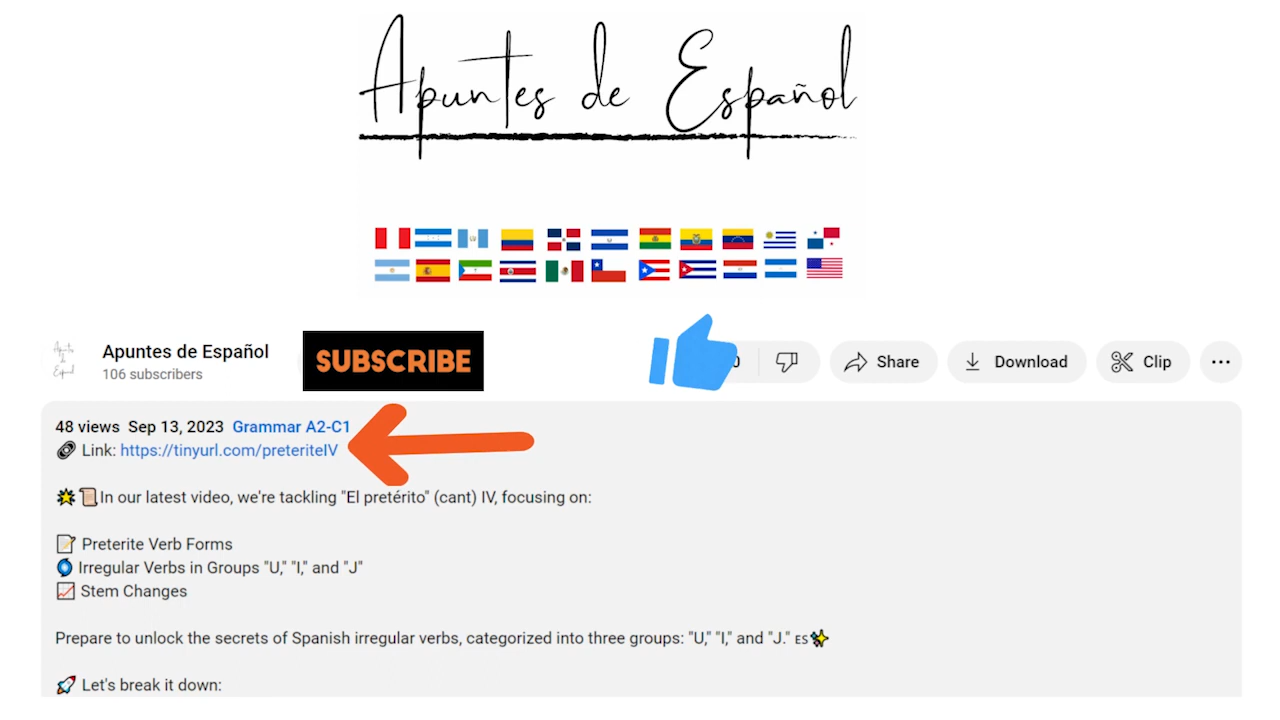 Apuntes de Español
Apuntes de Español
106 subscribers
SUBSCRIBE
0
Share
Download
Clip
48 views Sep 13, 2023 Grammar A2-C1
Link: https://tinyurl.com/preteriteIV
In our latest video, we're tackling "El pretérito" (cant) IV, focusing on:
Preterite Verb Forms
Irregular Verbs in Groups "U," "I," and "J"
Stem Changes
Prepare to unlock the secrets of Spanish irregular verbs, categorized into three groups: "U," "I," and "J." ES
Let's break it down: